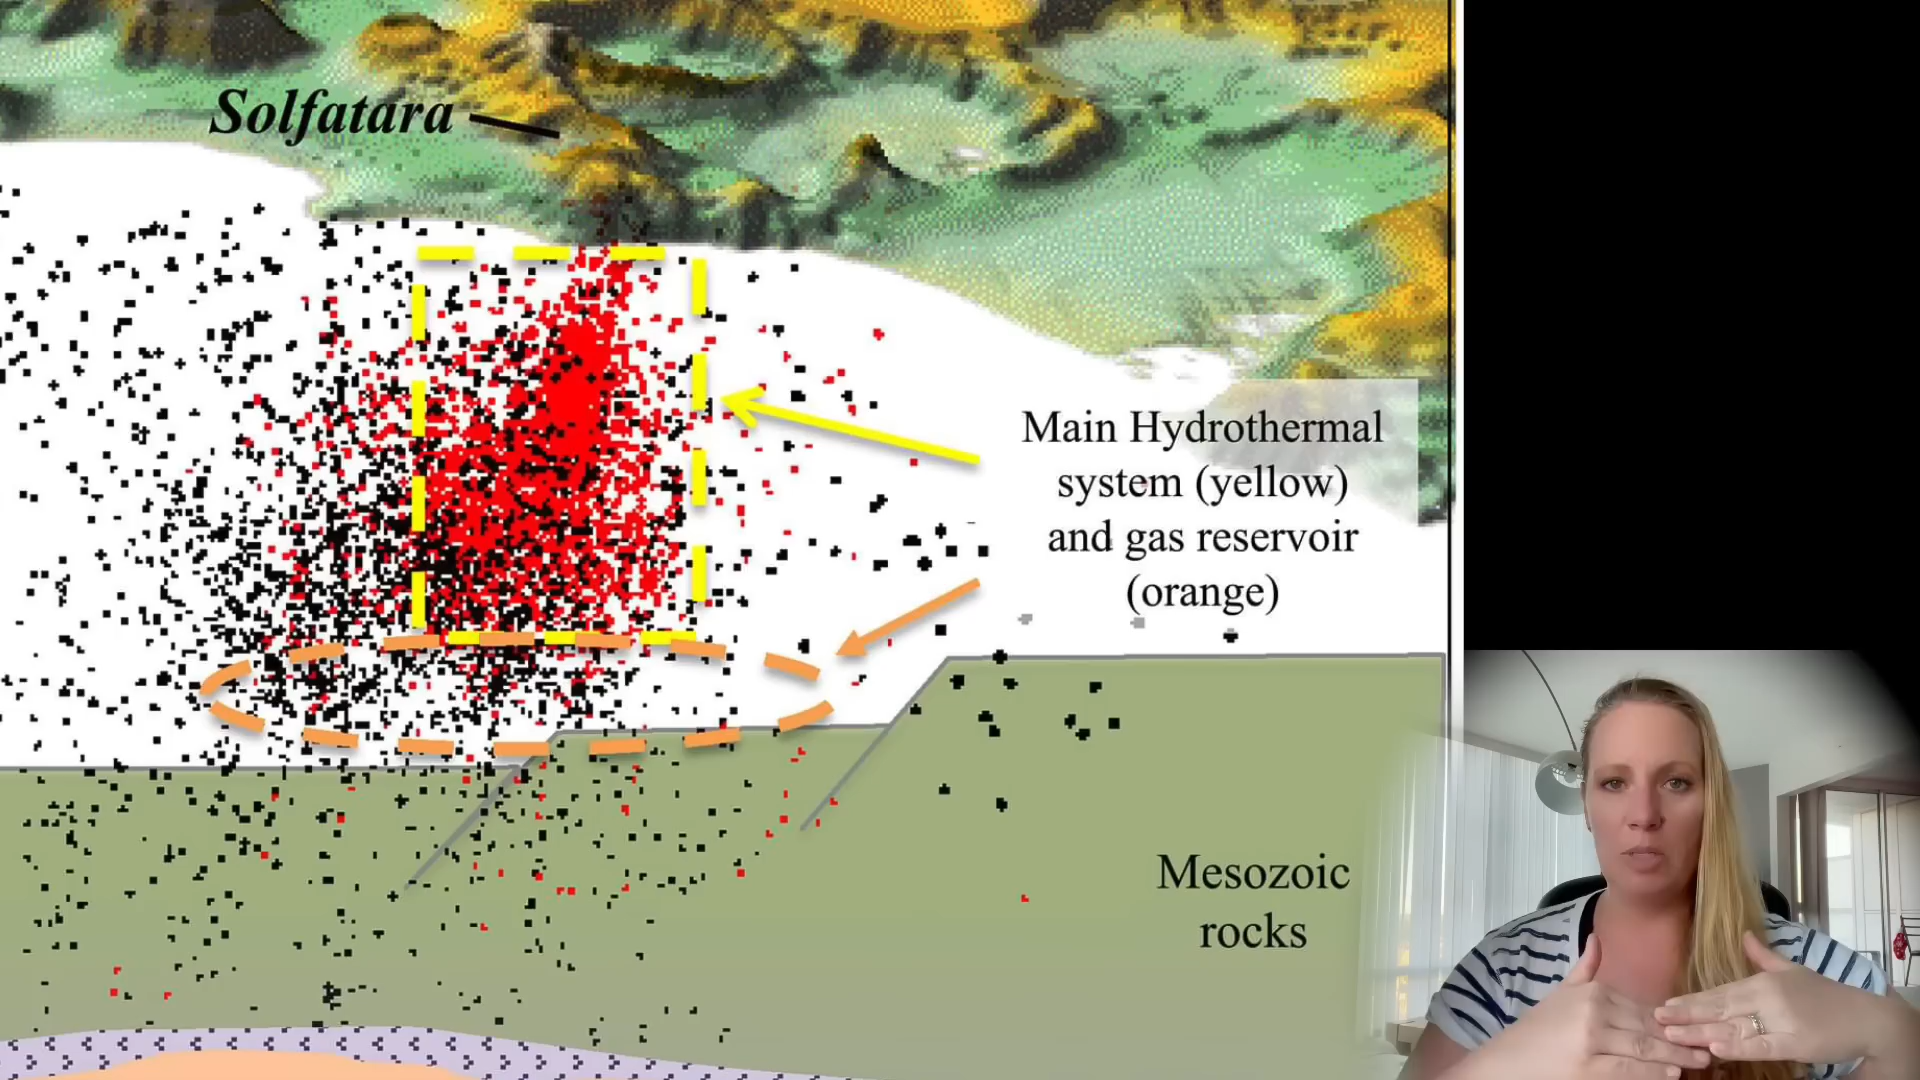 Solfatara
Main Hydrothermal
system (yellow)
and gas reservoir
(orange)
Mesozoic
rocks